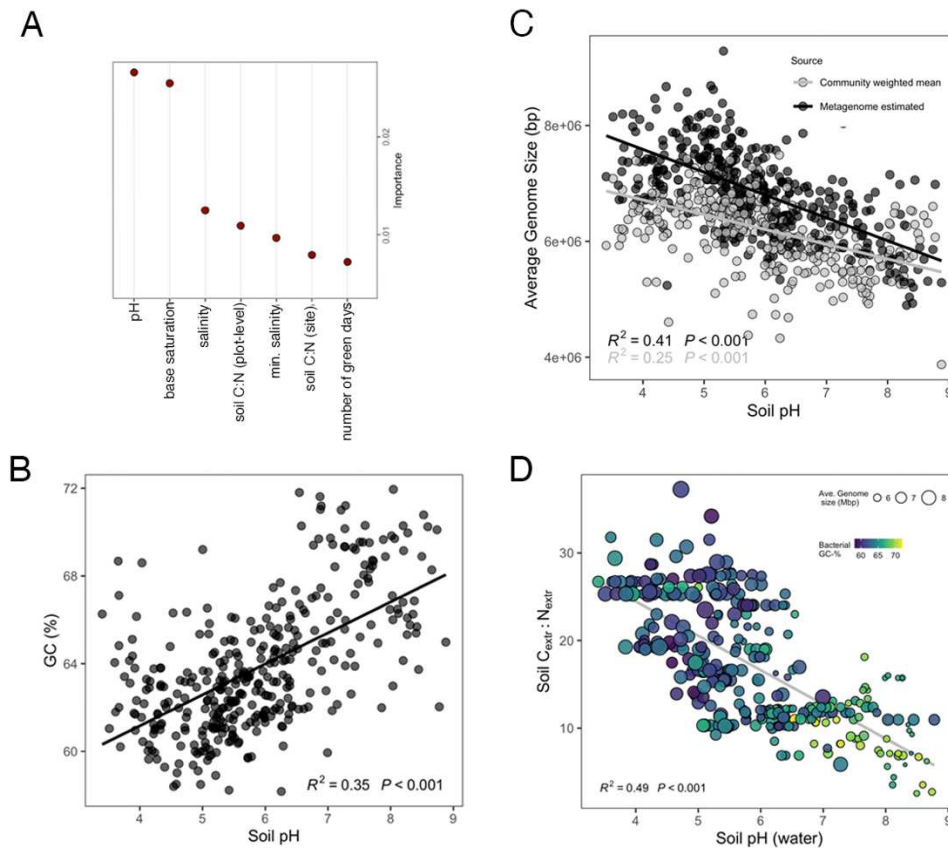 A
0.02
0.01
Importance
pH
base saturation
salinity
soil C:N (plot-level)
min. salinity
soil C:N (site)
number of green days
B
72
68
64
60
GC (%)
R² = 0.35 P < 0.001
4 5 6 7 8 9
Soil pH
C
Source
Community weighted mean
Metagenome estimated
8e+06
6e+06
4e+06
Average Genome Size (bp)
R² = 0.41 P < 0.001
R² = 0.25 P < 0.001
4 5 6 7 8 9
Soil pH
D
Ave. Genome
size (Mbp)
6 7 8
Bacterial
GC-%
60 65 70
30
20
10
Soil Cextr : Nextr
R² = 0.49 P < 0.001
4 5 6 7 8 9
Soil pH (water)